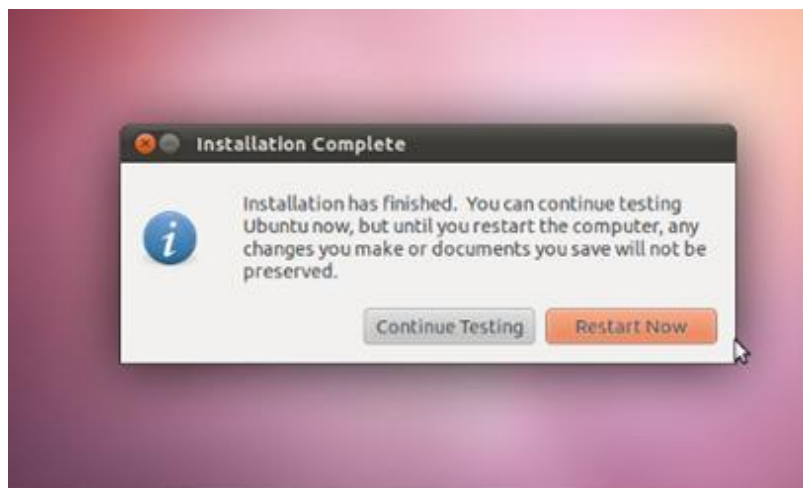 Installation Complete
Installation has finished. You can continue testing
Ubuntu now, but until you restart the computer, any
changes you make or documents you save will not be
preserved.
Continue Testing
Restart Now